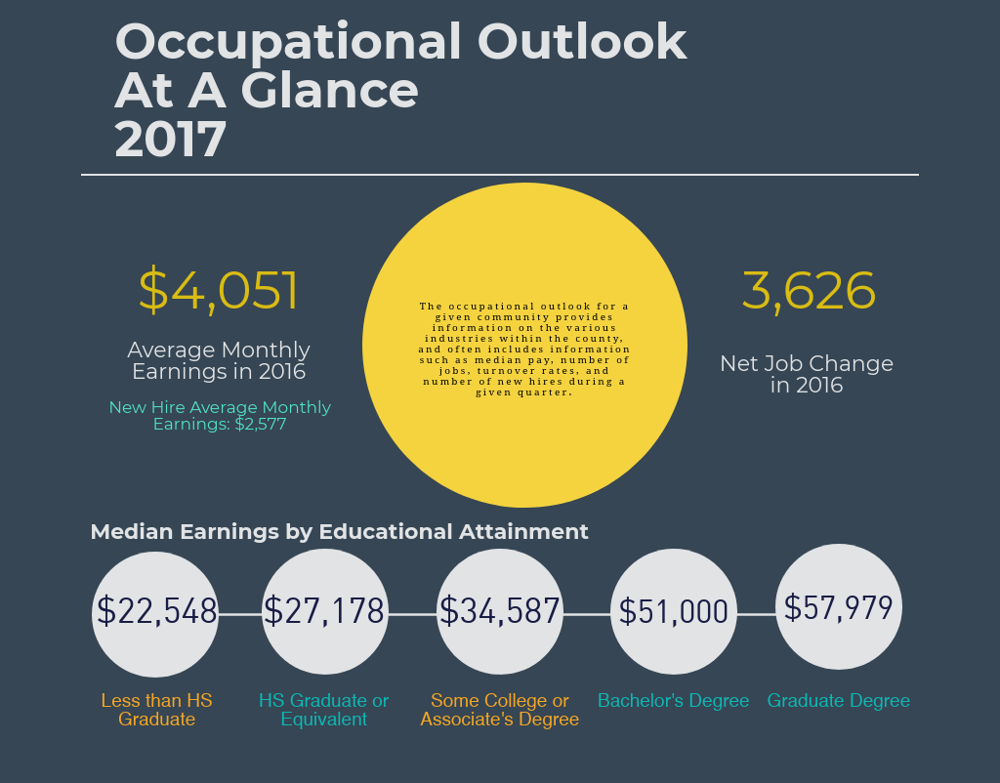 Occupational Outlook
At A Glance
2017
$4,051
Average Monthly
Earnings in 2016
New Hire Average Monthly
Earnings: $2,577
The occupational outlook for a
given community provides
information on the various
industries within the county,
and often includes information
such as median pay, number of
jobs, turnover rates, and
number of new hires during a
given quarter.
3,626
Net Job Change
in 2016
Median Earnings by Educational Attainment
$22,548
$27,178
$34,587
$51,000
$57,979
Less than HS
Graduate
HS Graduate or
Equivalent
Some College or
Associate's Degree
Bachelor's Degree
Graduate Degree